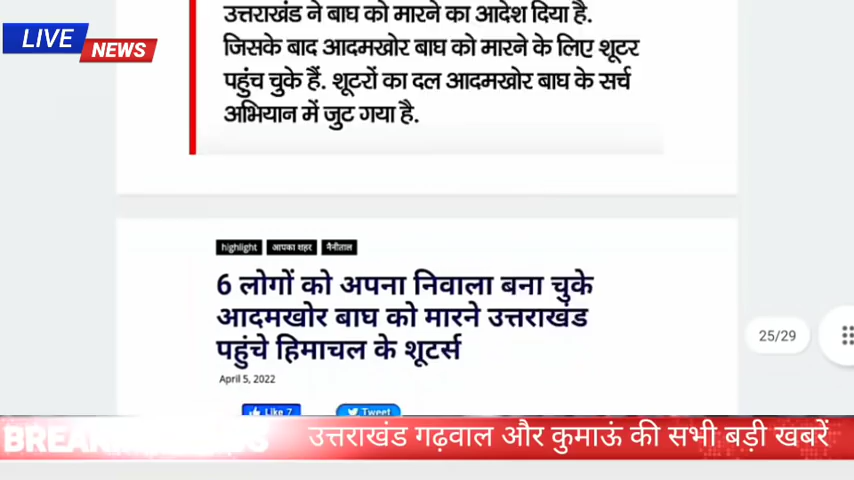 उत्तराखंड ने बाघ को मारने का आदेश दिया है.
LIVE
NEWS
जिसके बाद आदमखोर बाघ को मारने के लिए शूटर
पहुंच चुके हैं. शूटरों का दल आदमखोर बाघ के सर्च
अभियान में जुट गया है.
highlight आपका शहर नैनीताल
6 लोगों को अपना निवाला बना चुके
आदमखोर बाघ को मारने उत्तराखंड
पहुंचे हिमाचल के शूटर्स
25/29
April 5, 2022
Like 7 Tweet
उत्तराखंड गढ़वाल और कुमाऊं की सभी बड़ी खबरें